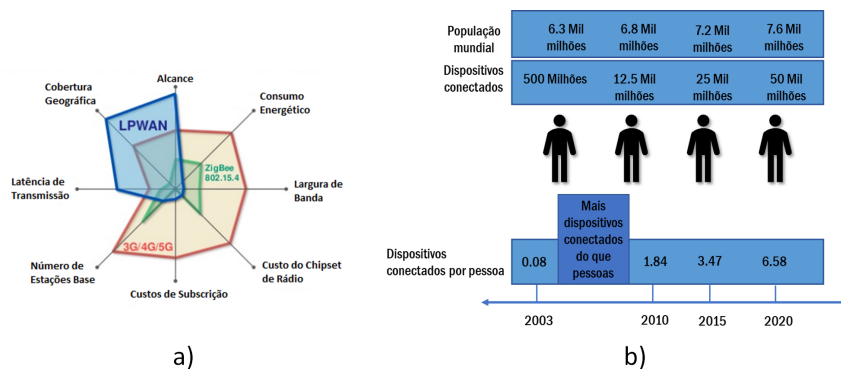 Alcance
Cobertura
Geográfica
Consumo
Energético
LPWAN
ZigBee
802.15.4
Latência de
Transmissão
Largura de
Banda
3G/4G/5G
Número de
Estações Base
Custo do Chipset
de Rádio
Custos de Subscrição
a)
População
mundial
6.3 Mil
milhões
6.8 Mil
milhões
7.2 Mil
milhões
7.6 Mil
milhões
Dispositivos
conectados
500 Milhões
12.5 Mil
milhões
25 Mil
milhões
50 Mil
milhões
Mais
dispositivos
conectados
do que
pessoas
Dispositivos
conectados por pessoa
0.08
1.84
3.47
6.58
2003
2010
2015
2020
b)